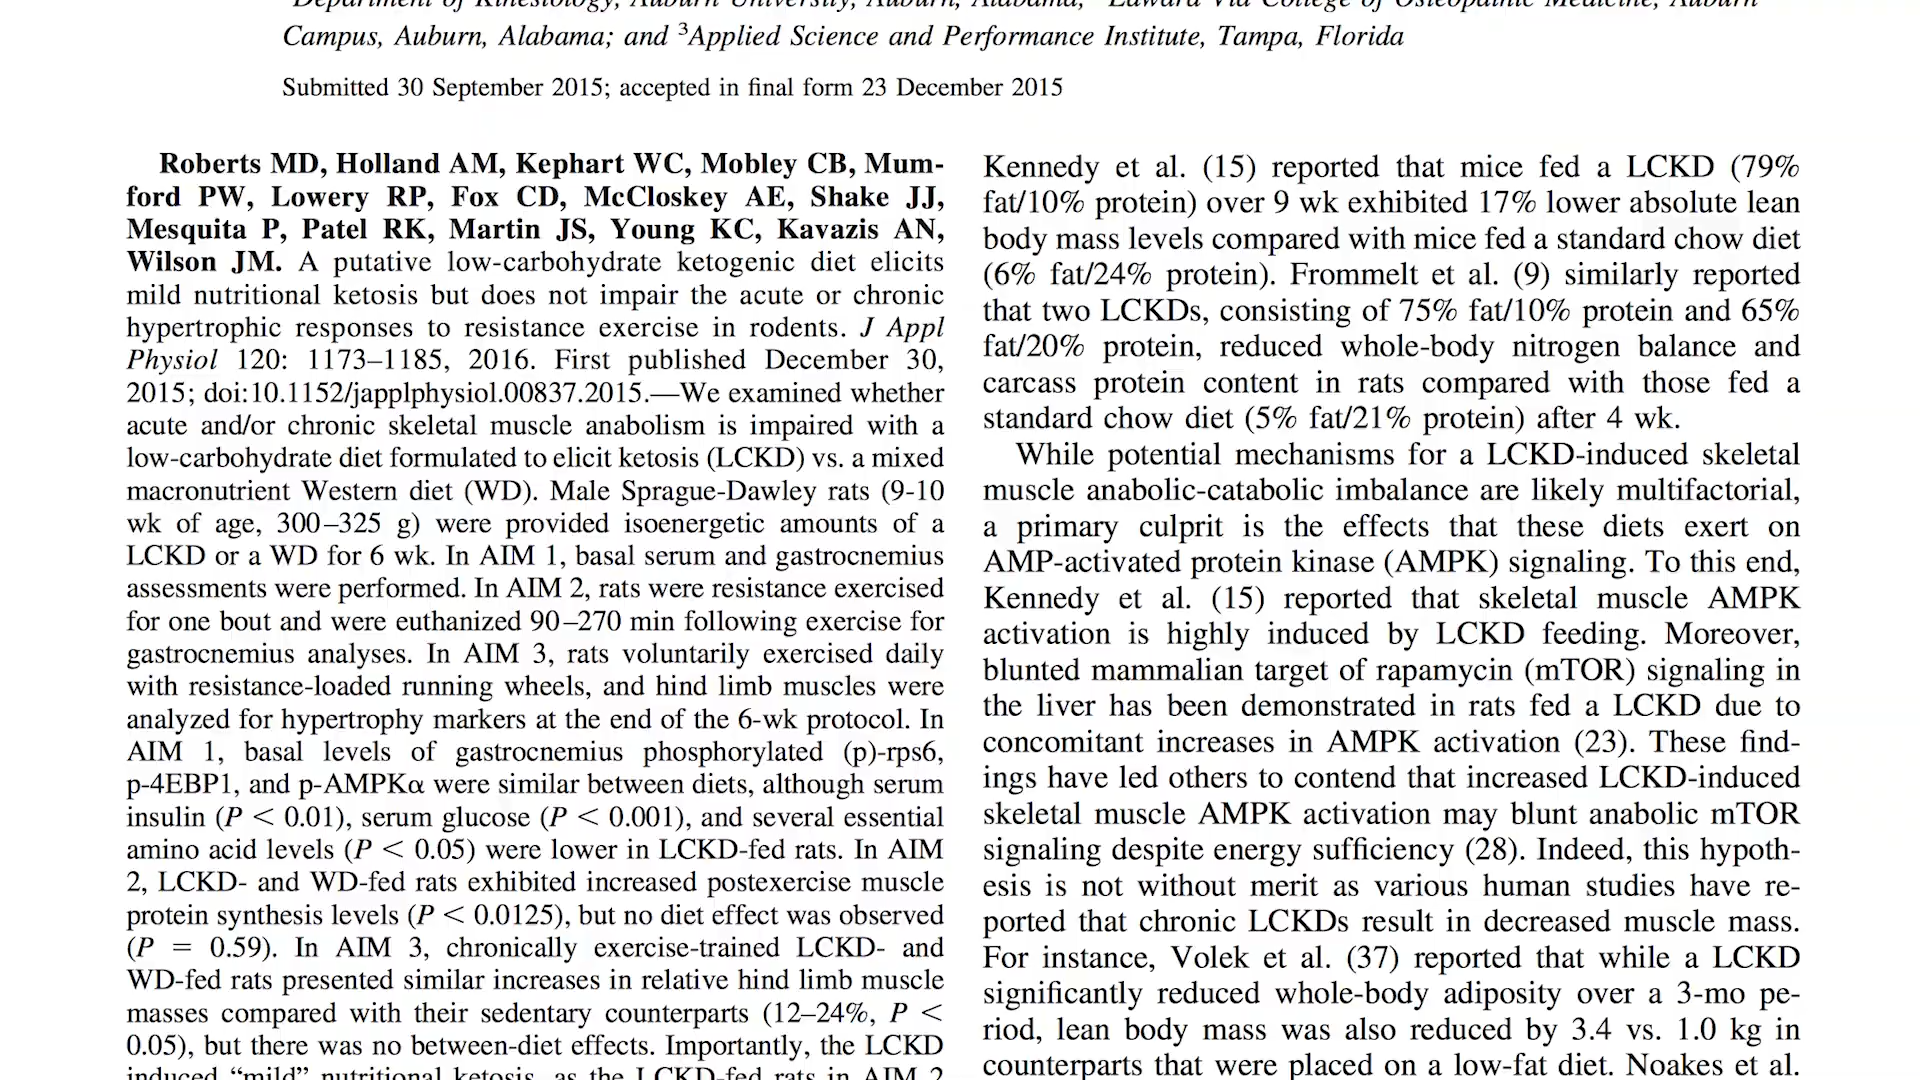 Department of Kinesiology, Auburn University, Auburn, Alabama; Edward Via College of Osteopathic Medicine, Auburn
Campus, Auburn, Alabama; and ³Applied Science and Performance Institute, Tampa, Florida
Submitted 30 September 2015; accepted in final form 23 December 2015
Roberts MD, Holland AM, Kephart WC, Mobley CB, Mum-
ford PW, Lowery RP, Fox CD, McCloskey AE, Shake JJ,
Mesquita P, Patel RK, Martin JS, Young KC, Kavazis AN,
Wilson JM. A putative low-carbohydrate ketogenic diet elicits
mild nutritional ketosis but does not impair the acute or chronic
hypertrophic responses to resistance exercise in rodents. J Appl
Physiol 120: 1173–1185, 2016. First published December 30,
2015; doi:10.1152/japplphysiol.00837.2015.—We examined whether
acute and/or chronic skeletal muscle anabolism is impaired with a
low-carbohydrate diet formulated to elicit ketosis (LCKD) vs. a mixed
macronutrient Western diet (WD). Male Sprague-Dawley rats (9-10
wk of age, 300–325 g) were provided isoenergetic amounts of a
LCKD or a WD for 6 wk. In AIM 1, basal serum and gastrocnemius
assessments were performed. In AIM 2, rats were resistance exercised
for one bout and were euthanized 90–270 min following exercise for
gastrocnemius analyses. In AIM 3, rats voluntarily exercised daily
with resistance-loaded running wheels, and hind limb muscles were
analyzed for hypertrophy markers at the end of the 6-wk protocol. In
AIM 1, basal levels of gastrocnemius phosphorylated (p)-rps6,
p-4EBP1, and p-AMPKα were similar between diets, although serum
insulin (P < 0.01), serum glucose (P < 0.001), and several essential
amino acid levels (P < 0.05) were lower in LCKD-fed rats. In AIM
2, LCKD- and WD-fed rats exhibited increased postexercise muscle
protein synthesis levels (P < 0.0125), but no diet effect was observed
(P = 0.59). In AIM 3, chronically exercise-trained LCKD- and
WD-fed rats presented similar increases in relative hind limb muscle
masses compared with their sedentary counterparts (12–24%, P <
0.05), but there was no between-diet effects. Importantly, the LCKD
induced “mild” nutritional ketosis, as the LCKD-fed rats in AIM 2
Kennedy et al. (15) reported that mice fed a LCKD (79%
fat/10% protein) over 9 wk exhibited 17% lower absolute lean
body mass levels compared with mice fed a standard chow diet
(6% fat/24% protein). Frommelt et al. (9) similarly reported
that two LCKDs, consisting of 75% fat/10% protein and 65%
fat/20% protein, reduced whole-body nitrogen balance and
carcass protein content in rats compared with those fed a
standard chow diet (5% fat/21% protein) after 4 wk.
While potential mechanisms for a LCKD-induced skeletal
muscle anabolic-catabolic imbalance are likely multifactorial,
a primary culprit is the effects that these diets exert on
AMP-activated protein kinase (AMPK) signaling. To this end,
Kennedy et al. (15) reported that skeletal muscle AMPK
activation is highly induced by LCKD feeding. Moreover,
blunted mammalian target of rapamycin (mTOR) signaling in
the liver has been demonstrated in rats fed a LCKD due to
concomitant increases in AMPK activation (23). These find-
ings have led others to contend that increased LCKD-induced
skeletal muscle AMPK activation may blunt anabolic mTOR
signaling despite energy sufficiency (28). Indeed, this hypoth-
esis is not without merit as various human studies have re-
ported that chronic LCKDs result in decreased muscle mass.
For instance, Volek et al. (37) reported that while a LCKD
significantly reduced whole-body adiposity over a 3-mo pe-
riod, lean body mass was also reduced by 3.4 vs. 1.0 kg in
counterparts that were placed on a low-fat diet. Noakes et al.